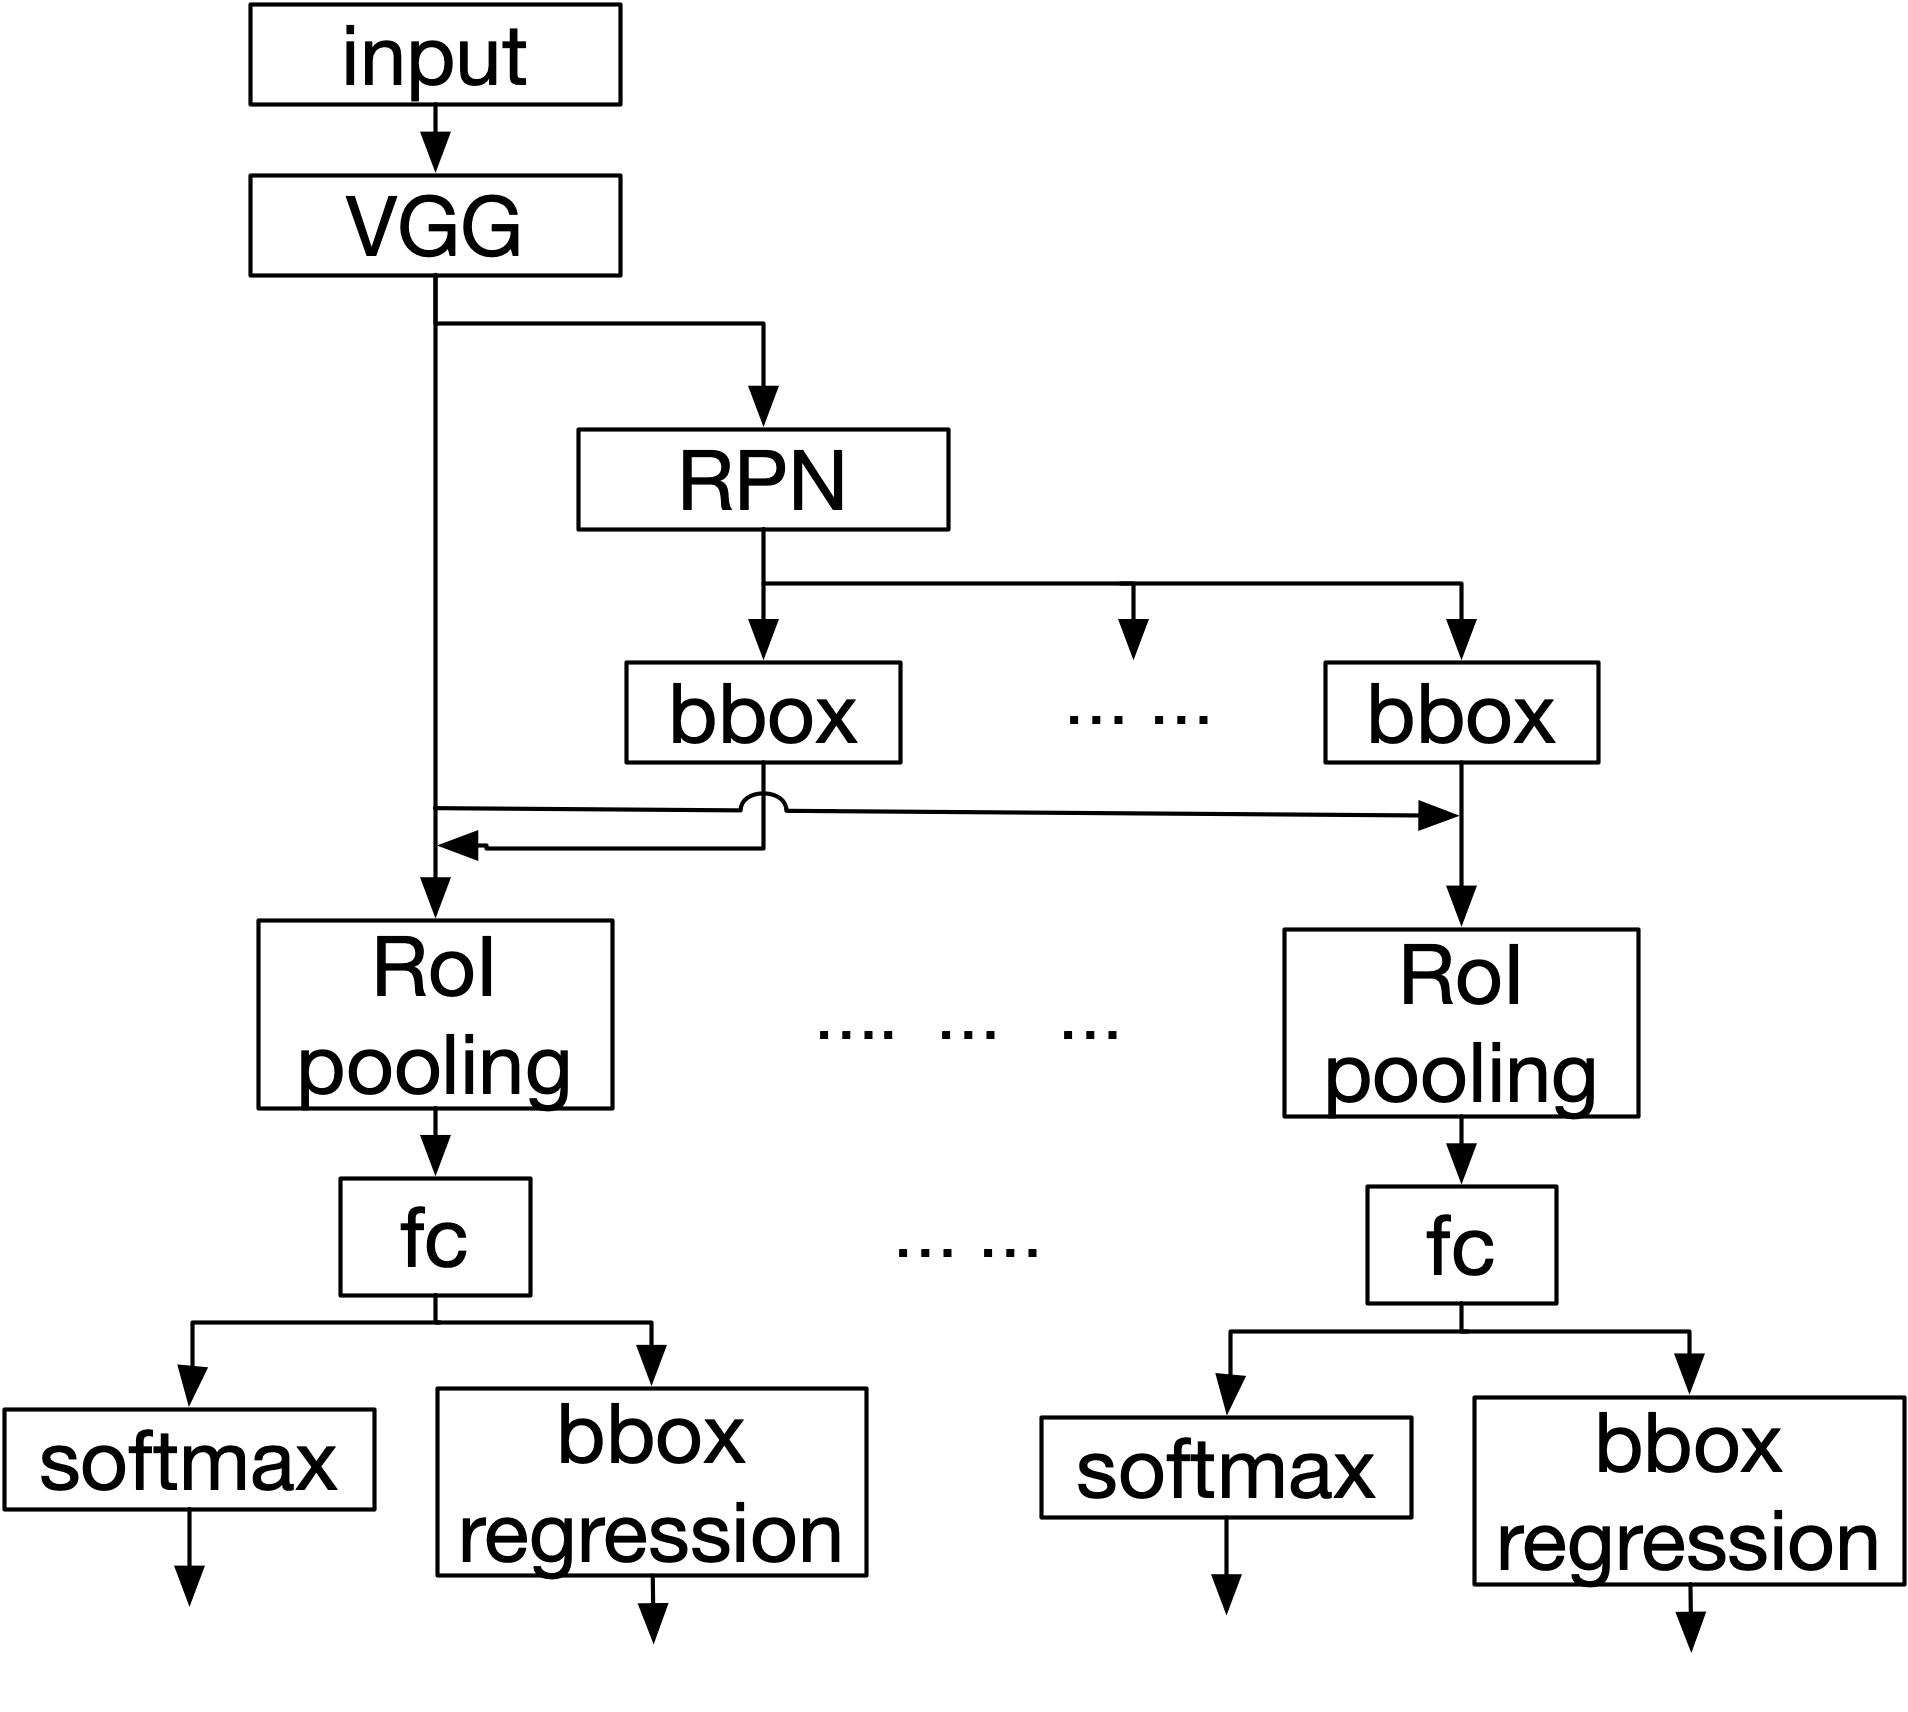 input
VGG
RPN
bbox
... ...
bbox
RoI
pooling
.... ... ...
RoI
pooling
fc
... ...
fc
softmax
bbox
regression
softmax
bbox
regression